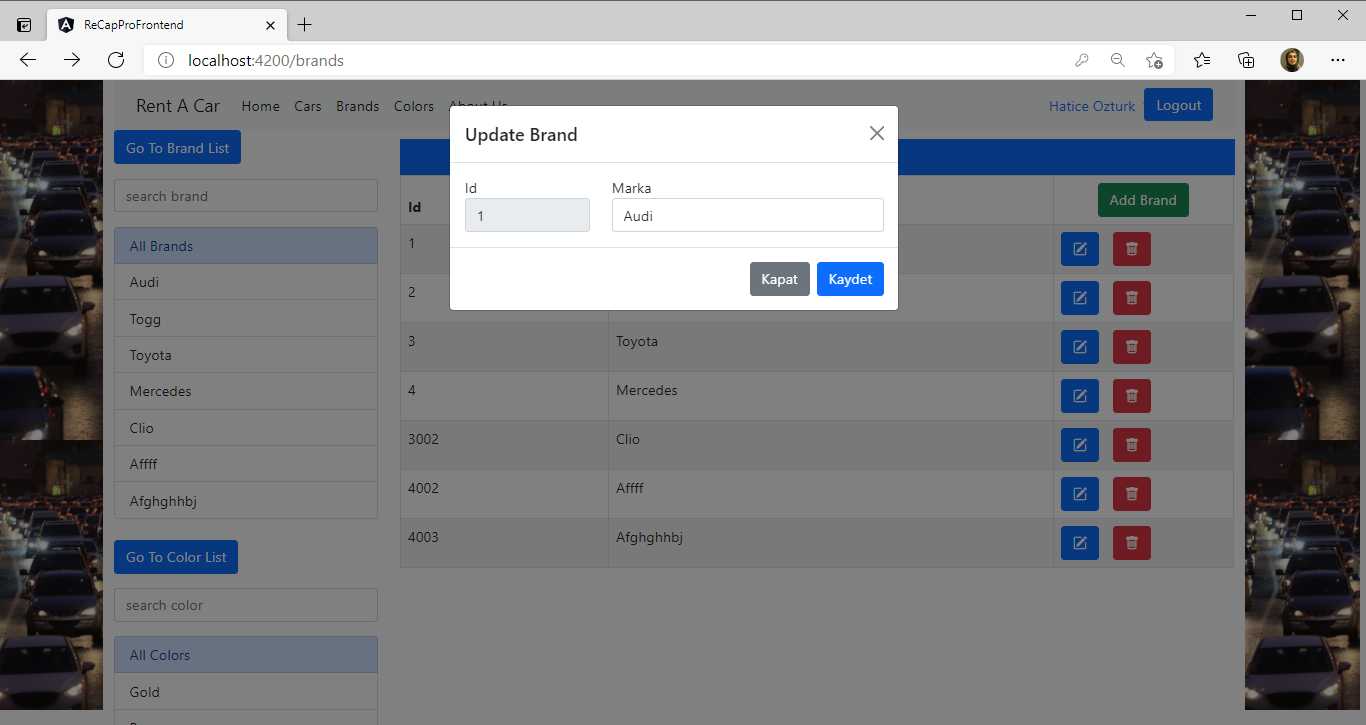 ReCapProFrontend
localhost:4200/brands
Rent A Car Home Cars Brands Colors About Us
Hatice Ozturk Logout
Go To Brand List
search brand
All Brands
Audi
Togg
Toyota
Mercedes
Clio
Affff
Afghghhbj
Go To Color List
search color
All Colors
Gold
Update Brand
Id Marka
1 Audi
Kapat Kaydet
Id Add Brand
1
2
3 Toyota
4 Mercedes
3002 Clio
4002 Affff
4003 Afghghhbj